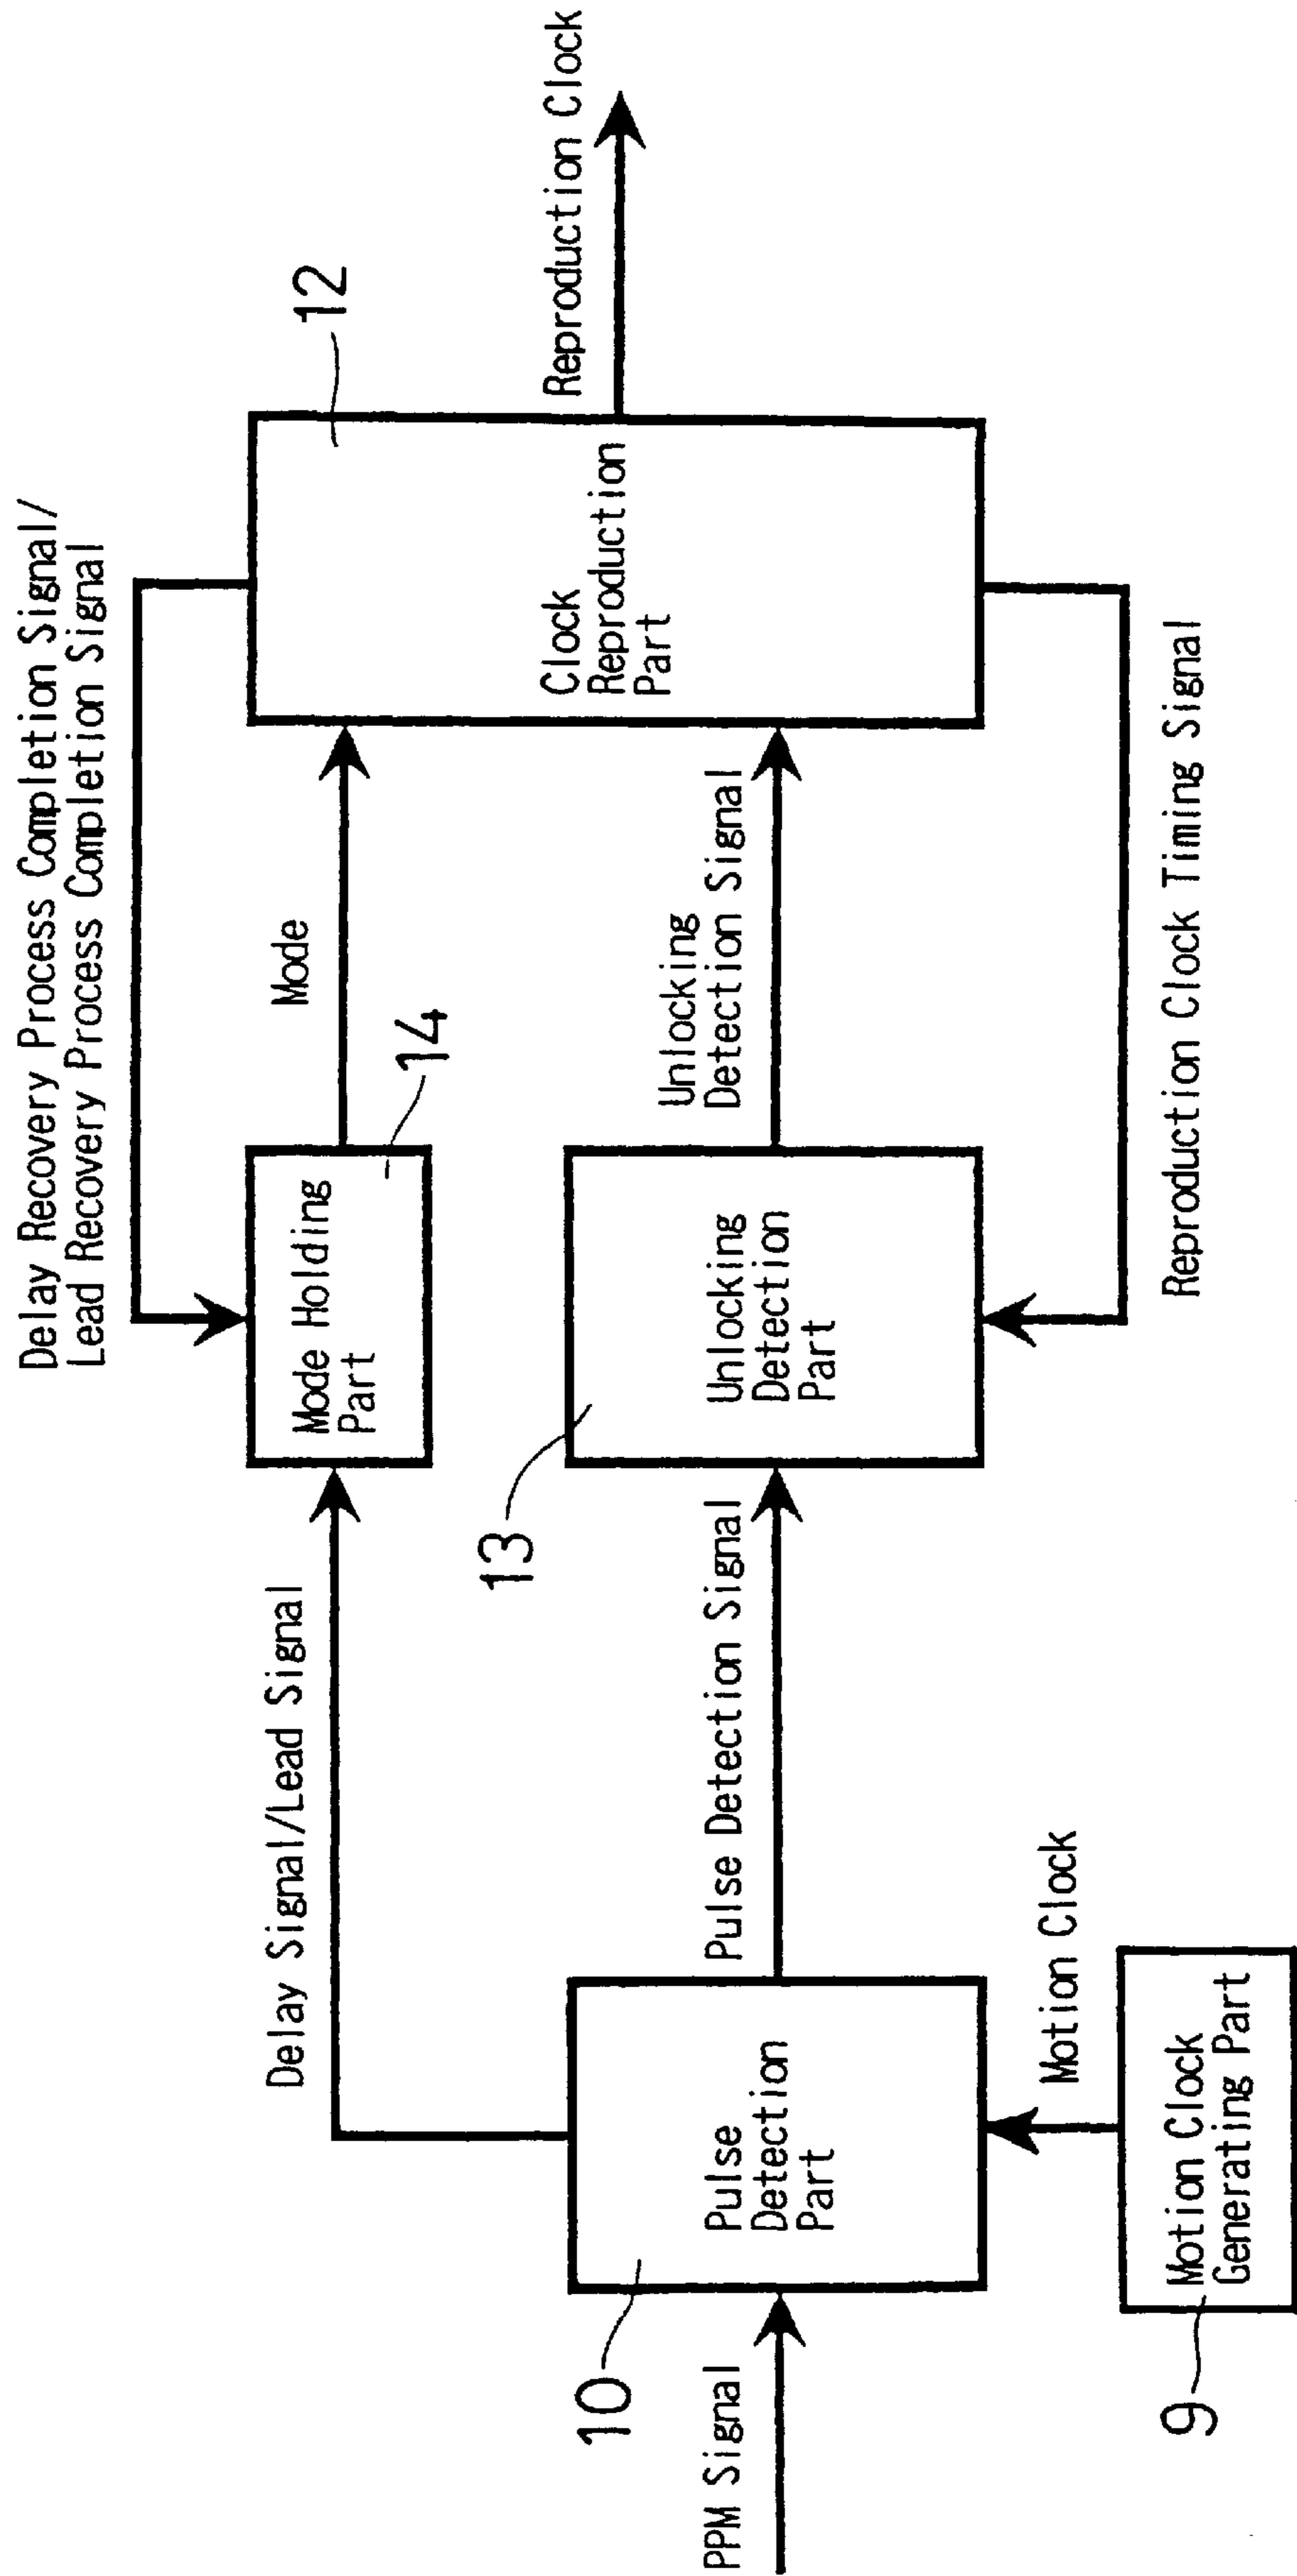 Delay Recovery Process Completion Signal/
Lead Recovery Process Completion Signal
Delay Signal/Lead Signal
Mode Holding
Part
14
Mode
12
Clock
Reproduction
Part
Reproduction Clock
PPM Signal
10
Pulse
Detection
Part
Pulse Detection Signal
13
Unlocking
Detection
Part
Unlocking
Detection Signal
Motion Clock
9
Motion Clock
Generating Part
Reproduction Clock Timing Signal